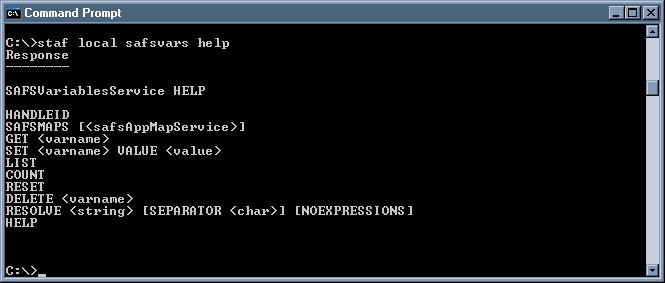 Command Prompt
C:\>staf local safsvars help
Response
--------
SAFSVariablesService HELP
HANDLEID
SAFSMAPS [<safsAppMapService>]
GET <varname>
SET <varname> VALUE <value>
LIST
COUNT
RESET
DELETE <varname>
RESOLVE <string> [SEPARATOR <char>] [NOEXPRESSIONS]
HELP
C:\>_